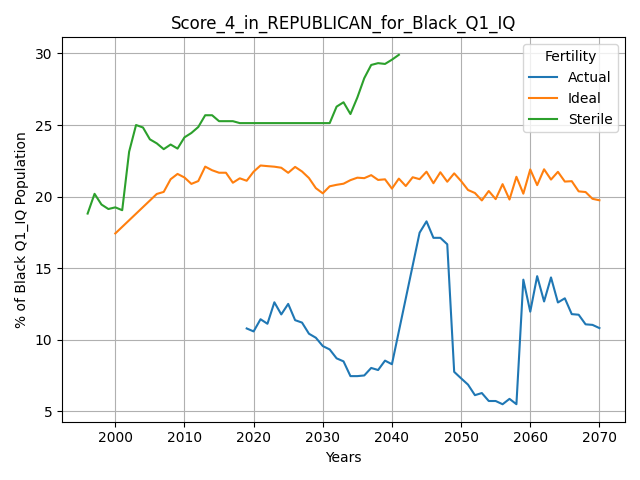 Score_4_in_REPUBLICAN_for_Black_Q1_IQ
% of Black Q1_IQ Population
30
25
20
15
10
5
Fertility
Actual
Ideal
Sterile
2000 2010 2020 2030 2040 2050 2060 2070
Years